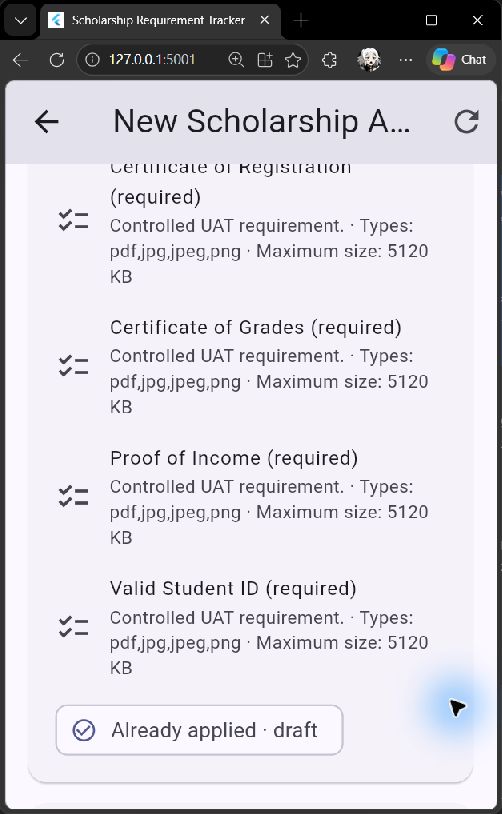 Scholarship Requirement Tracker
127.0.0.1:5001
Chat
New Scholarship A...
Certificate of Registration
(required)
Controlled UAT requirement. · Types:
pdf,jpg,jpeg,png · Maximum size: 5120
KB
Certificate of Grades (required)
Controlled UAT requirement. · Types:
pdf,jpg,jpeg,png · Maximum size: 5120
KB
Proof of Income (required)
Controlled UAT requirement. · Types:
pdf,jpg,jpeg,png · Maximum size: 5120
KB
Valid Student ID (required)
Controlled UAT requirement. · Types:
pdf,jpg,jpeg,png · Maximum size: 5120
KB
Already applied · draft